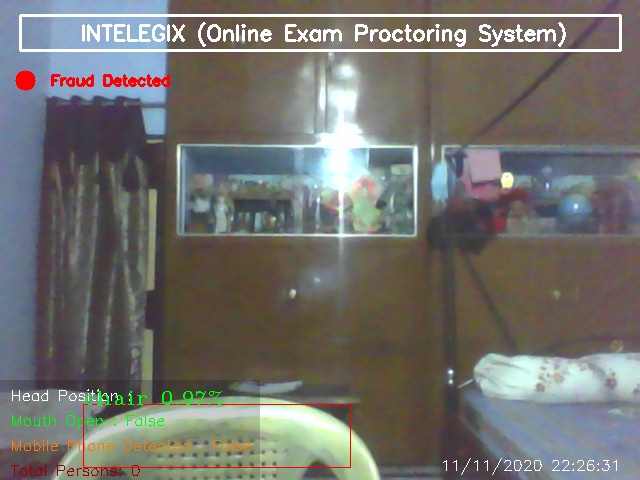 INTELEGIX (Online Exam Proctoring System)
Fraud Detected
Head Position :
chair 0.97%
Mouth Open : False
Mobile Phone Detected : False
Total Persons: 0
11/11/2020 22:26:31